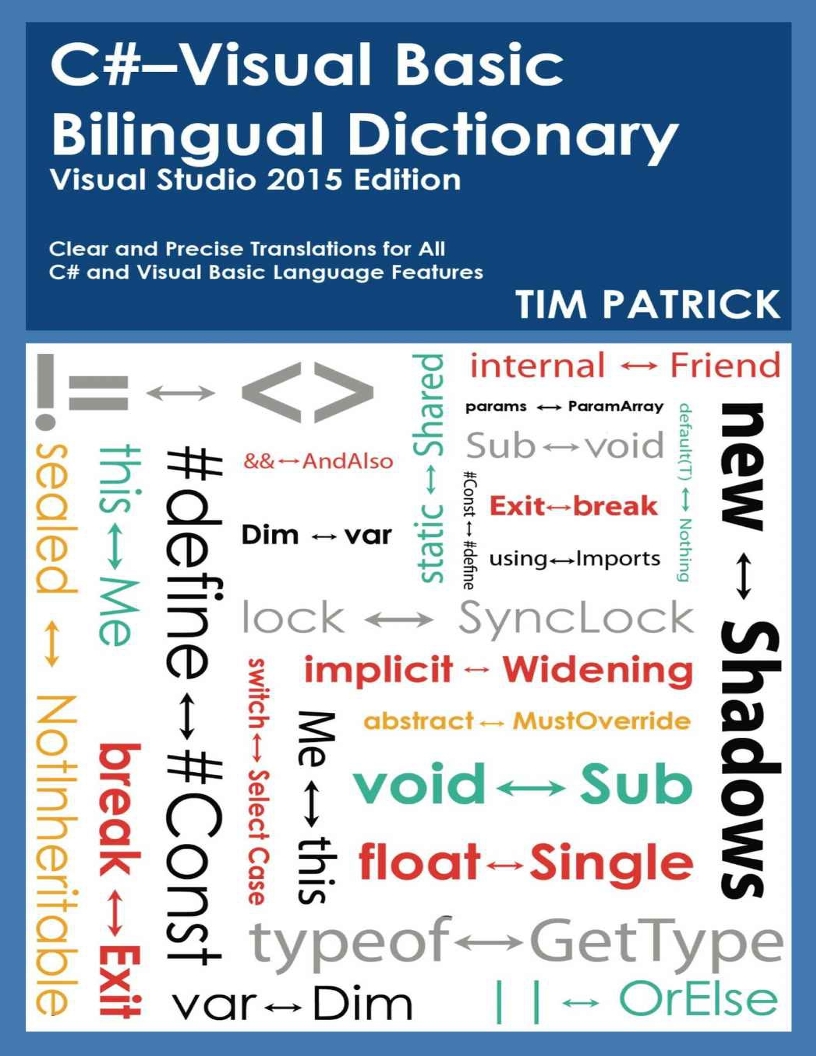 C#–Visual Basic
Bilingual Dictionary
Visual Studio 2015 Edition
Clear and Precise Translations for All
C# and Visual Basic Language Features
TIM PATRICK
!= ↔ <>
static ↔ Shared
internal ↔ Friend
params ↔ ParamArray
Sub ↔ void
default(T) ↔ Nothing
new ↔ Shadows
sealed ↔ NotInheritable
this ↔ Me
#define ↔ #Const
&&↔AndAlso
#Const ↔ #define
Exit↔break
Dim ↔ var
using↔Imports
lock ↔ SyncLock
implicit ↔ Widening
switch ↔ Select Case
Me ↔ this
abstract ↔ MustOverride
break ↔ Exit
void ↔ Sub
float↔Single
typeof↔GetType
var↔Dim
|| ↔ OrElse